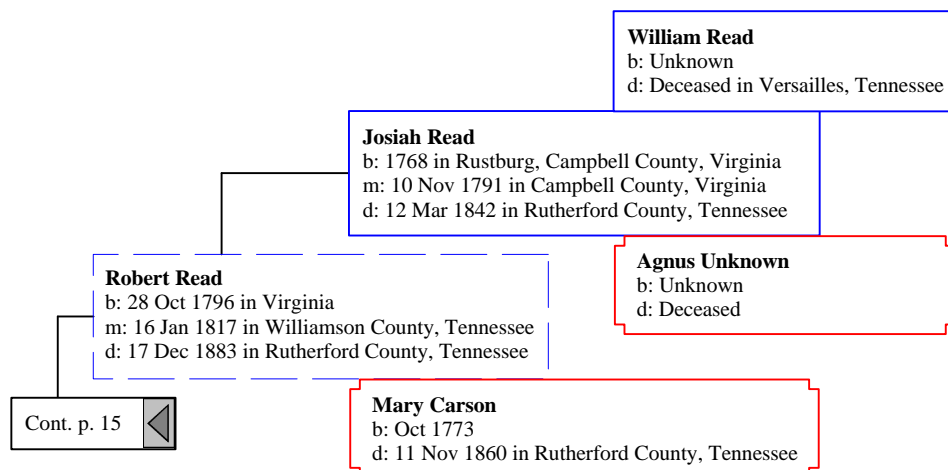 William Read
b: Unknown
d: Deceased in Versailles, Tennessee
Josiah Read
b: 1768 in Rustburg, Campbell County, Virginia
m: 10 Nov 1791 in Campbell County, Virginia
d: 12 Mar 1842 in Rutherford County, Tennessee
Agnus Unknown
b: Unknown
d: Deceased
Robert Read
b: 28 Oct 1796 in Virginia
m: 16 Jan 1817 in Williamson County, Tennessee
d: 17 Dec 1883 in Rutherford County, Tennessee
Mary Carson
b: Oct 1773
d: 11 Nov 1860 in Rutherford County, Tennessee
Cont. p. 15